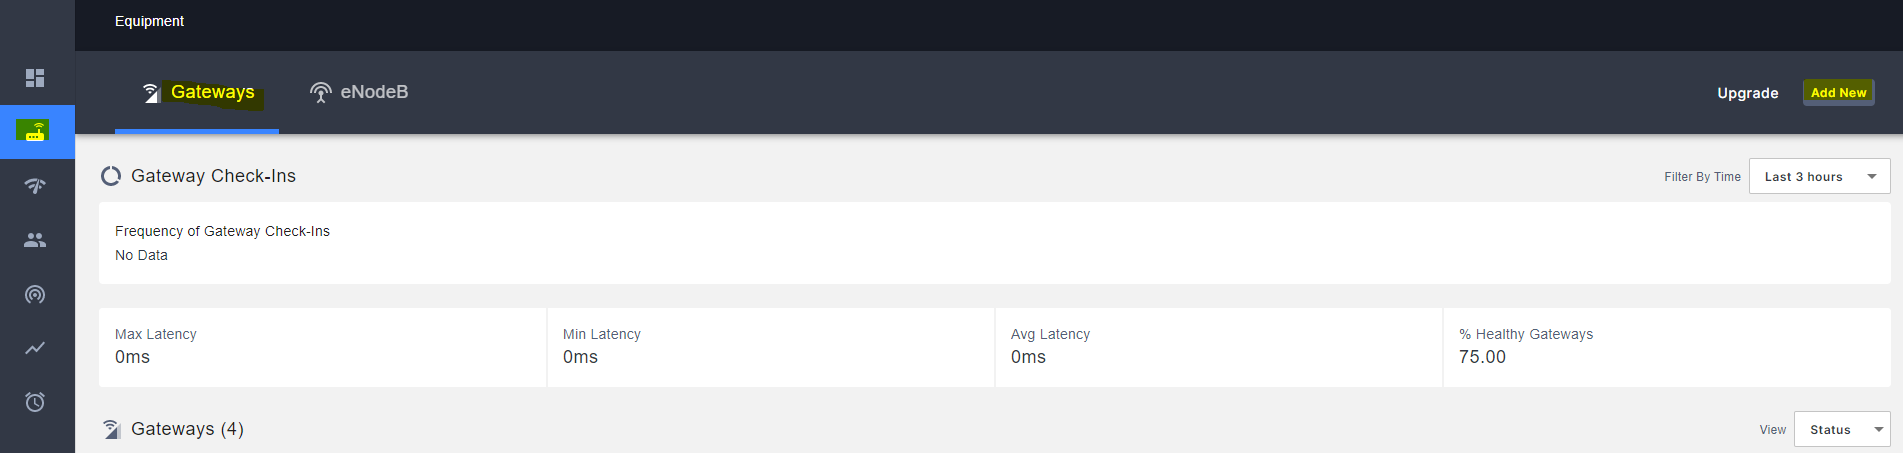 Equipment
Gateways
eNodeB
Upgrade
Add New
Gateway Check-Ins
Filter By Time
Last 3 hours
Frequency of Gateway Check-Ins
No Data
Max Latency
0ms
Min Latency
0ms
Avg Latency
0ms
% Healthy Gateways
75.00
Gateways (4)
View
Status